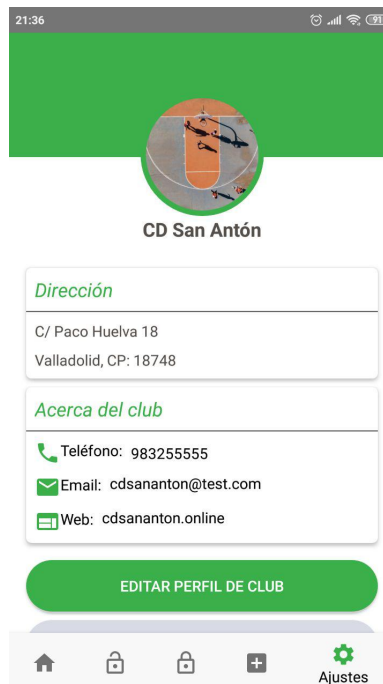 21:36
91
CD San Antón
Dirección
C/ Paco Huelva 18
Valladolid, CP: 18748
Acerca del club
Teléfono: 983255555
Email: cdsananton@test.com
Web: cdsananton.online
EDITAR PERFIL DE CLUB
Ajustes